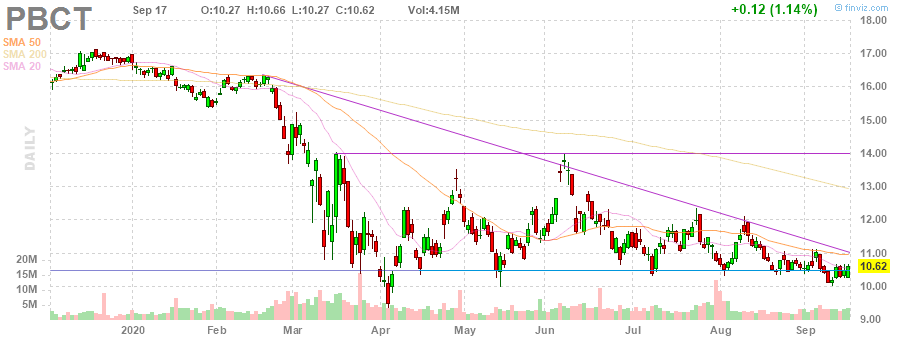 PBCT Sep 17 O:10.27 H:10.66 L:10.27 C:10.62 Vol:4.15M +0.12 (1.14%) © finviz.com
SMA 50
SMA 200
SMA 20
DAILY
18.00
17.00
16.00
15.00
14.00
13.00
12.00
11.00
10.62
10.00
9.00
20M
15M
10M
5M
2020 Feb Mar Apr May Jun Jul Aug Sep